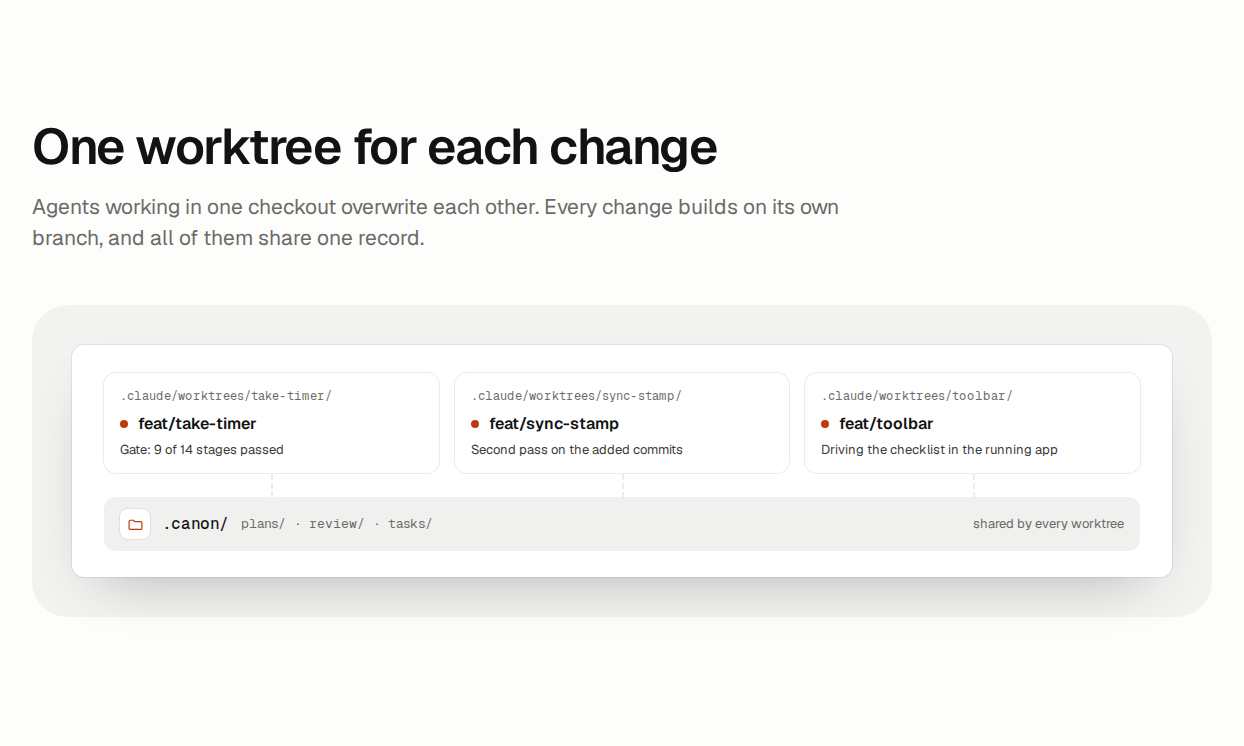 One worktree for each change
Agents working in one checkout overwrite each other. Every change builds on its own
branch, and all of them share one record.
.claude/worktrees/take-timer/
feat/take-timer
Gate: 9 of 14 stages passed
.claude/worktrees/sync-stamp/
feat/sync-stamp
Second pass on the added commits
.claude/worktrees/toolbar/
feat/toolbar
Driving the checklist in the running app
.canon/ plans/ · review/ · tasks/ shared by every worktree